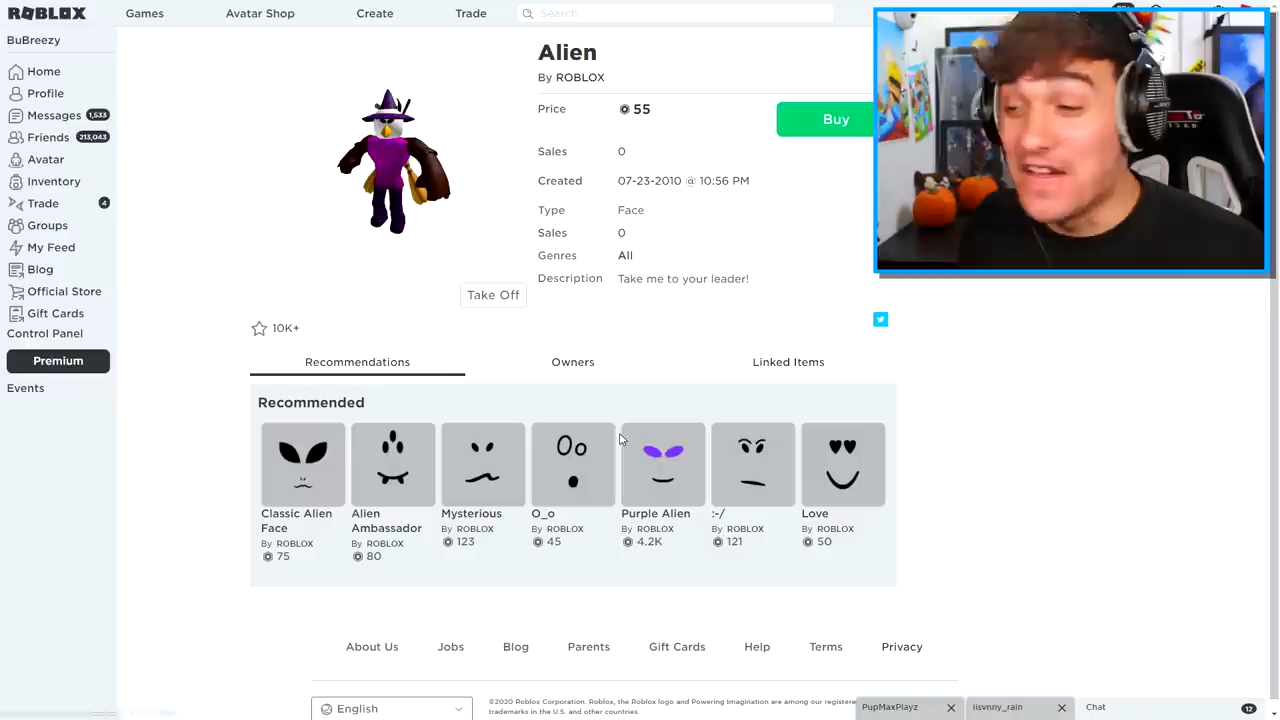 ROBLOX
Games
Avatar Shop
Create
Trade
Search
BuBreezy
Home
Profile
Messages 1,533
Friends 213,043
Avatar
Inventory
Trade 4
Groups
My Feed
Blog
Official Store
Gift Cards
Control Panel
Premium
Events
Alien
By ROBLOX
Price 55
Buy
Sales 0
Created 07-23-2010 @ 10:56 PM
Type Face
Sales 0
Genres All
Description Take me to your leader!
Take Off
10K+
Recommendations
Owners
Linked Items
Recommended
Classic Alien
Face
By ROBLOX
75
Alien
Ambassador
By ROBLOX
80
Mysterious
By ROBLOX
123
O_o
By ROBLOX
45
Purple Alien
By ROBLOX
4.2K
:-/
By ROBLOX
121
Love
By ROBLOX
50
About Us
Jobs
Blog
Parents
Gift Cards
Help
Terms
Privacy
English
©2020 Roblox Corporation. Roblox, the Roblox logo and Powering Imagination are among our registere
trademarks in the U.S. and other countries.
PupMaxPlayz
iisvnny_rain
Chat
12